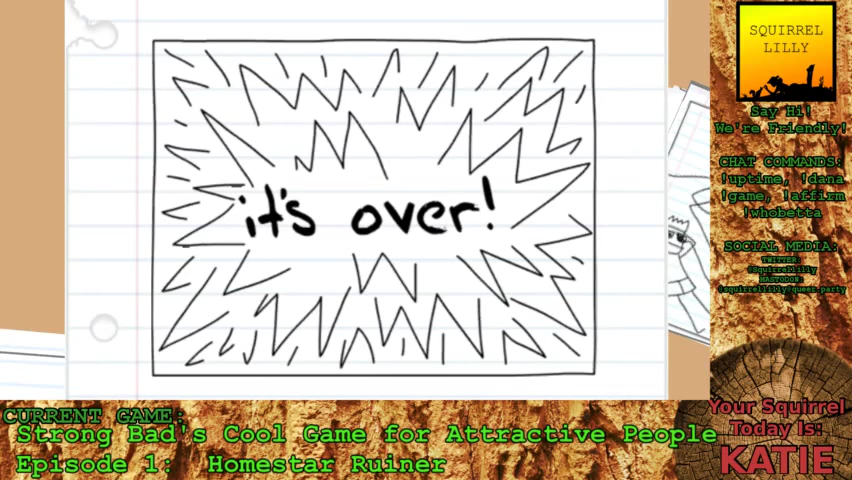 it's over!
SQUIRREL
LILLY
Say Hi!
We're Friendly!
CHAT COMMANDS:
!uptime, !dana
!game, !affirm
!whobetta
SOCIAL MEDIA:
TWITTER:
@Squirrellilly
MASTODON:
@squirrellilly@queer.party
CURRENT GAME:
Strong Bad's Cool Game for Attractive People
Episode 1: Homestar Ruiner
Your Squirrel
Today Is:
KATIE